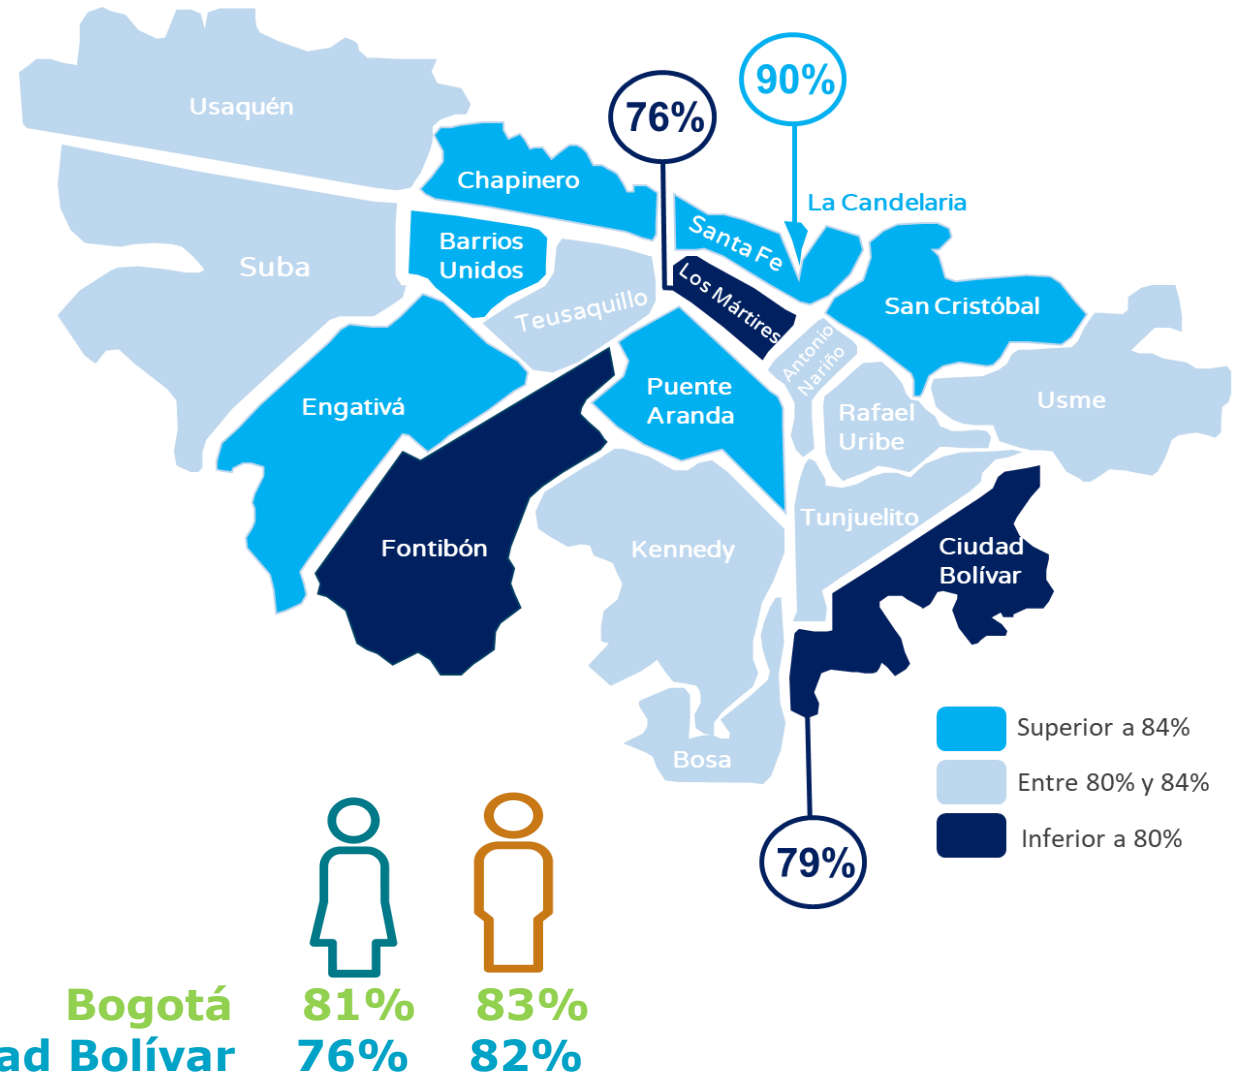 90%
76%
Usaquén
Chapinero
La Candelaria
Santa Fe
Barrios
Unidos
Suba
Los Mártires
Teusaquillo
San Cristóbal
Antonio
Nariño
Puente
Aranda
Engativá
Rafael
Uribe
Usme
Tunjuelito
Fontibón
Kennedy
Ciudad
Bolívar
Bosa
Superior a 84%
Entre 80% y 84%
Inferior a 80%
79%
Bogotá 81% 83%
ad Bolívar 76% 82%